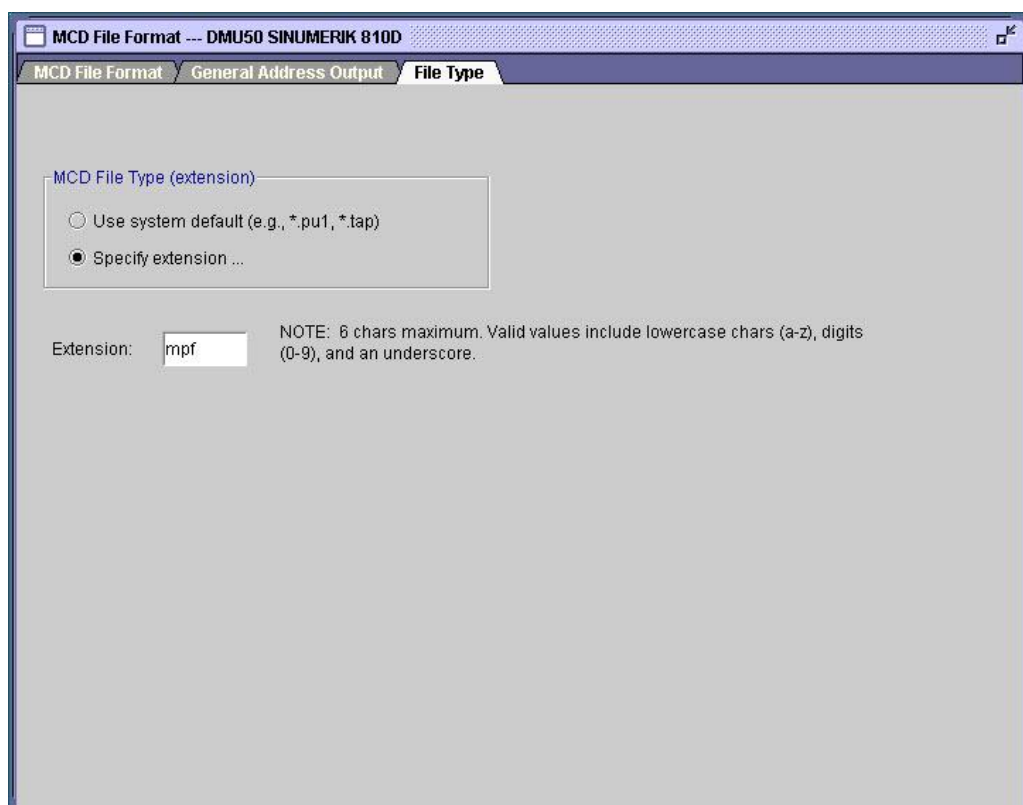 MCD File Format --- DMU50 SINUMERIK 810D
MCD File Format General Address Output File Type
MCD File Type (extension)
Use system default (e.g., *.pu1, *.tap)
Specify extension ...
Extension: mpf NOTE: 6 chars maximum. Valid values include lowercase chars (a-z), digits
(0-9), and an underscore.